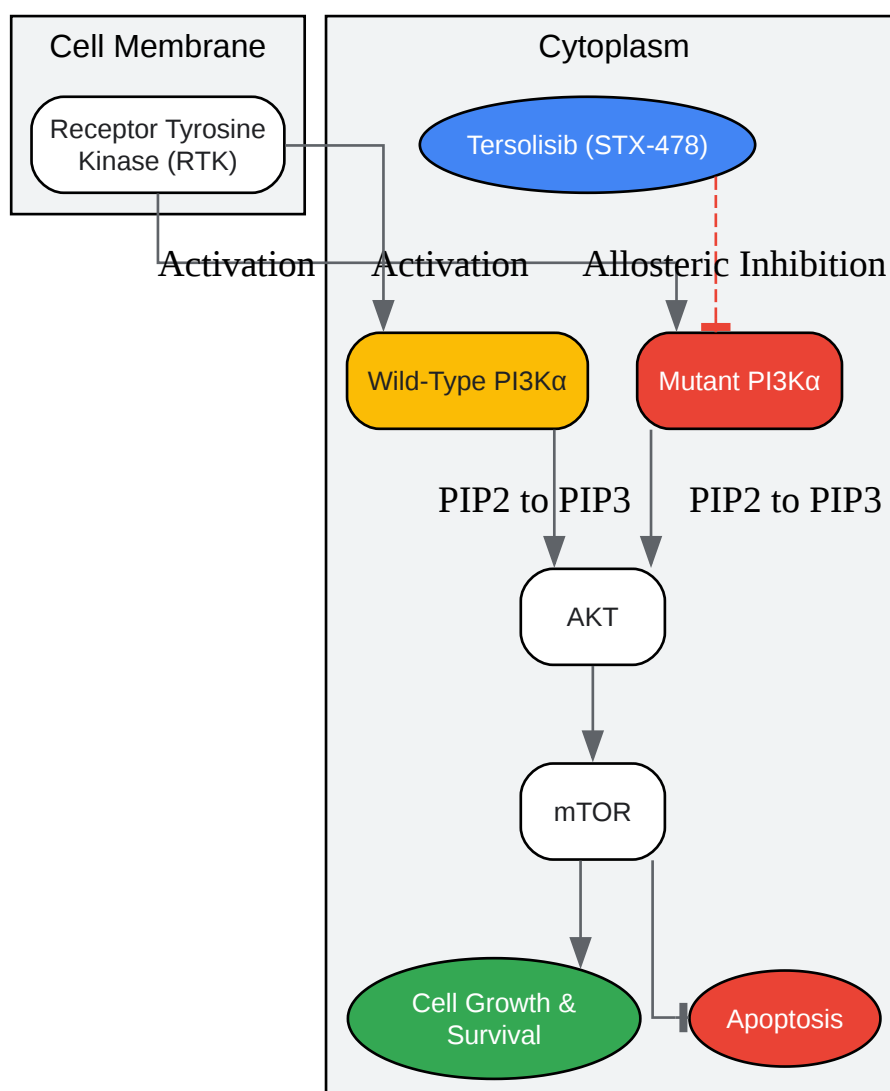 Cell Membrane
Cytoplasm
Receptor Tyrosine
Kinase (RTK)
Tersolisib (STX-478)
Activation
Activation
Allosteric Inhibition
Wild-Type PI3Kα
Mutant PI3Kα
PIP2 to PIP3
PIP2 to PIP3
AKT
mTOR
Cell Growth &
Survival
Apoptosis